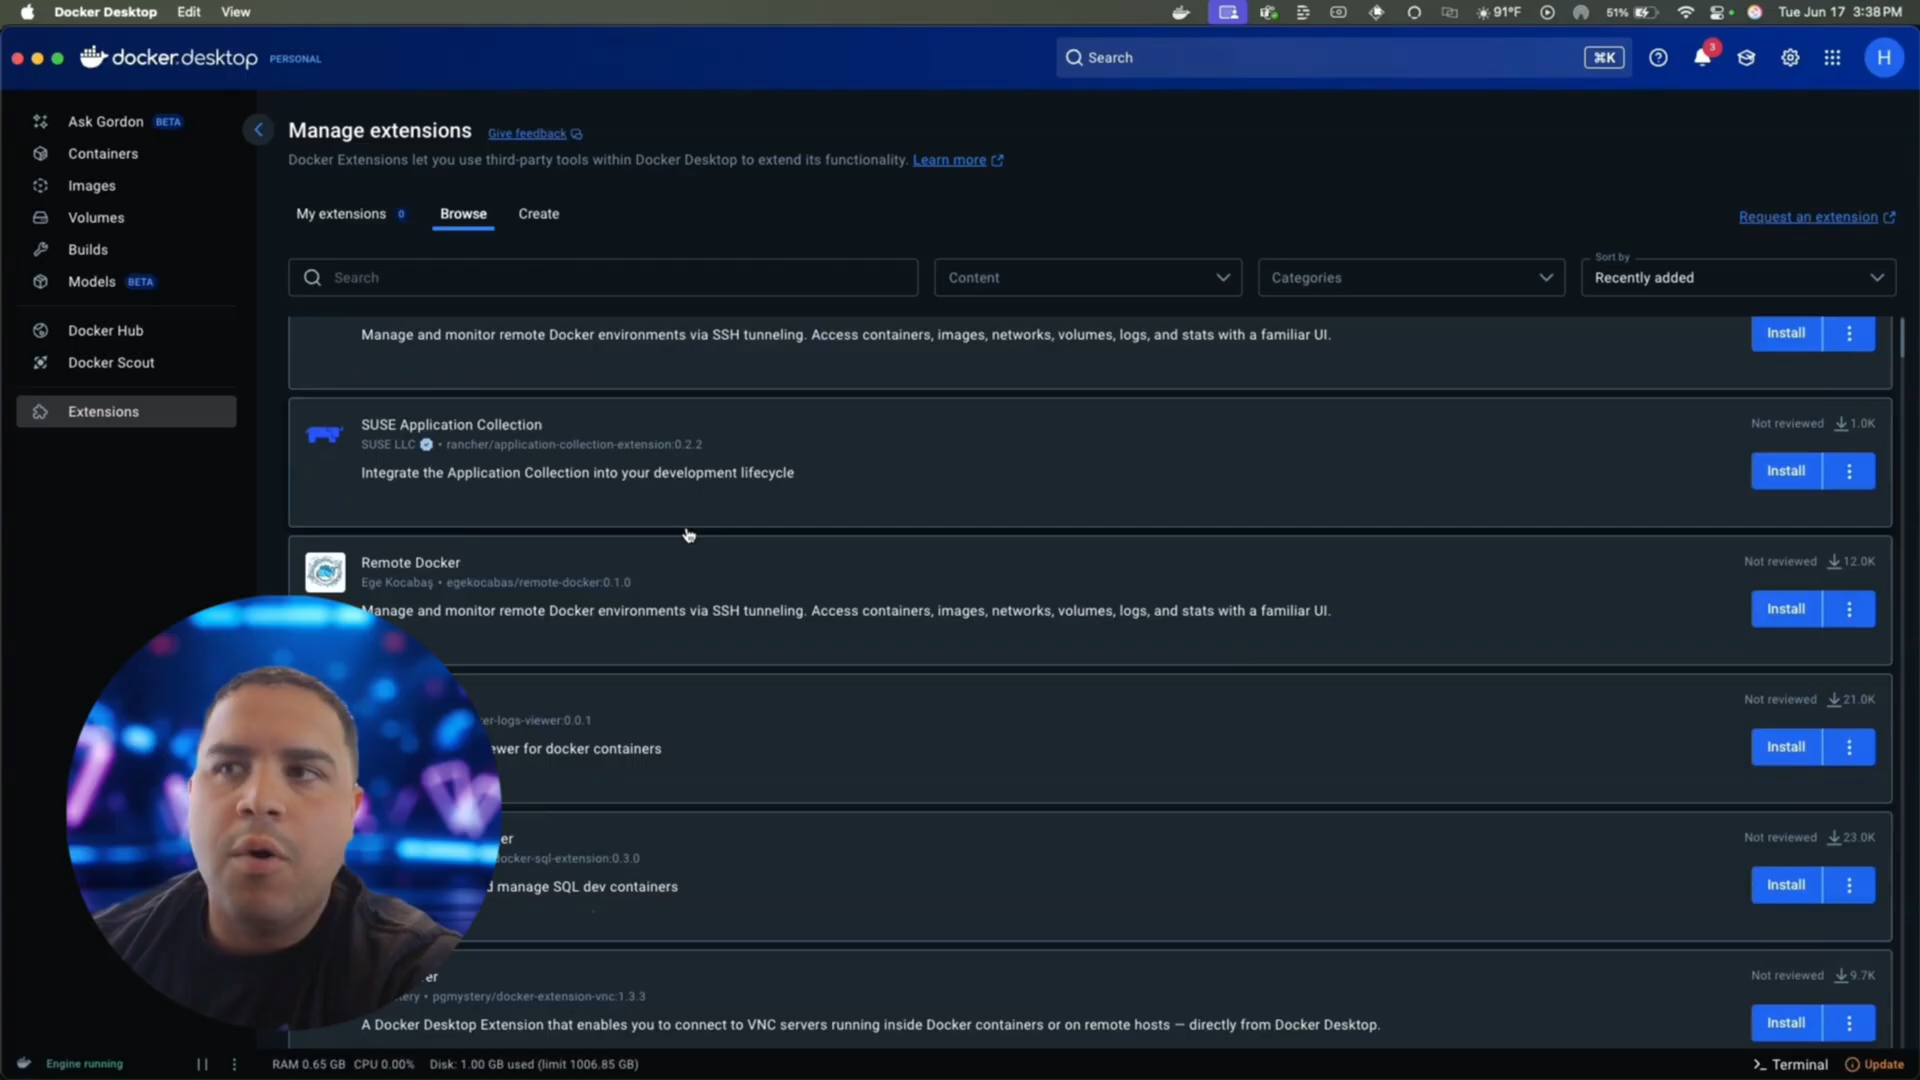 Docker Desktop Edit View
91°F 51% Tue Jun 17 3:38 PM
docker.desktop PERSONAL
Search ⌘K 3 H
Ask Gordon BETA
Containers
Images
Volumes
Builds
Models BETA
Docker Hub
Docker Scout
Extensions
Manage extensions Give feedback
Docker Extensions let you use third-party tools within Docker Desktop to extend its functionality. Learn more
My extensions 0 Browse Create
Request an extension
Search
Content
Categories
Sort by
Recently added
Manage and monitor remote Docker environments via SSH tunneling. Access containers, images, networks, volumes, logs, and stats with a familiar UI.
Install
SUSE Application Collection
SUSE LLC • rancher/application-collection-extension:0.2.2
Integrate the Application Collection into your development lifecycle
Not reviewed 1.0K
Install
Remote Docker
Ege Kocabaş • egekocabas/remote-docker:0.1.0
Manage and monitor remote Docker environments via SSH tunneling. Access containers, images, networks, volumes, logs, and stats with a familiar UI.
Not reviewed 12.0K
Install
er-logs-viewer:0.0.1
ewer for docker containers
Not reviewed 21.0K
Install
er
ocker-sql-extension:0.3.0
d manage SQL dev containers
Not reviewed 23.0K
Install
er
tery • pgmystery/docker-extension-vnc:1.3.3
A Docker Desktop Extension that enables you to connect to VNC servers running inside Docker containers or on remote hosts — directly from Docker Desktop.
Not reviewed 9.7K
Install
Engine running
RAM 0.65 GB CPU 0.00% Disk: 1.00 GB used (limit 1006.85 GB)
>_ Terminal Update